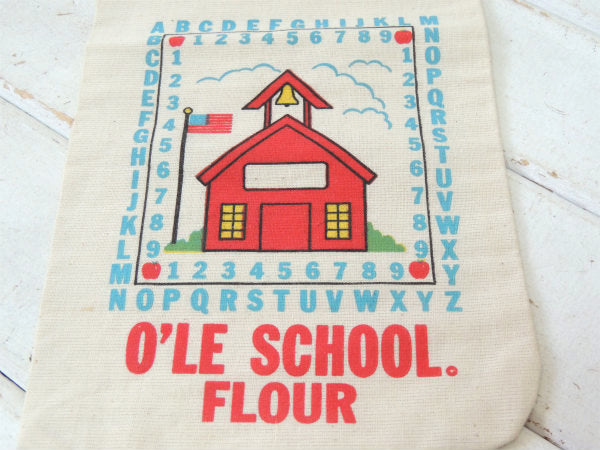 A B C D E F G H I J K L M
1 2 3 4 5 6 7 8 9
B C D E F G H I J K L M
1 2 3 4 5 6 7 8 9
1 2 3 4 5 6 7 8 9
N O P Q R S T U V W X Y
1 2 3 4 5 6 7 8 9
N O P Q R S T U V W X Y Z
O'LE SCHOOL.
FLOUR